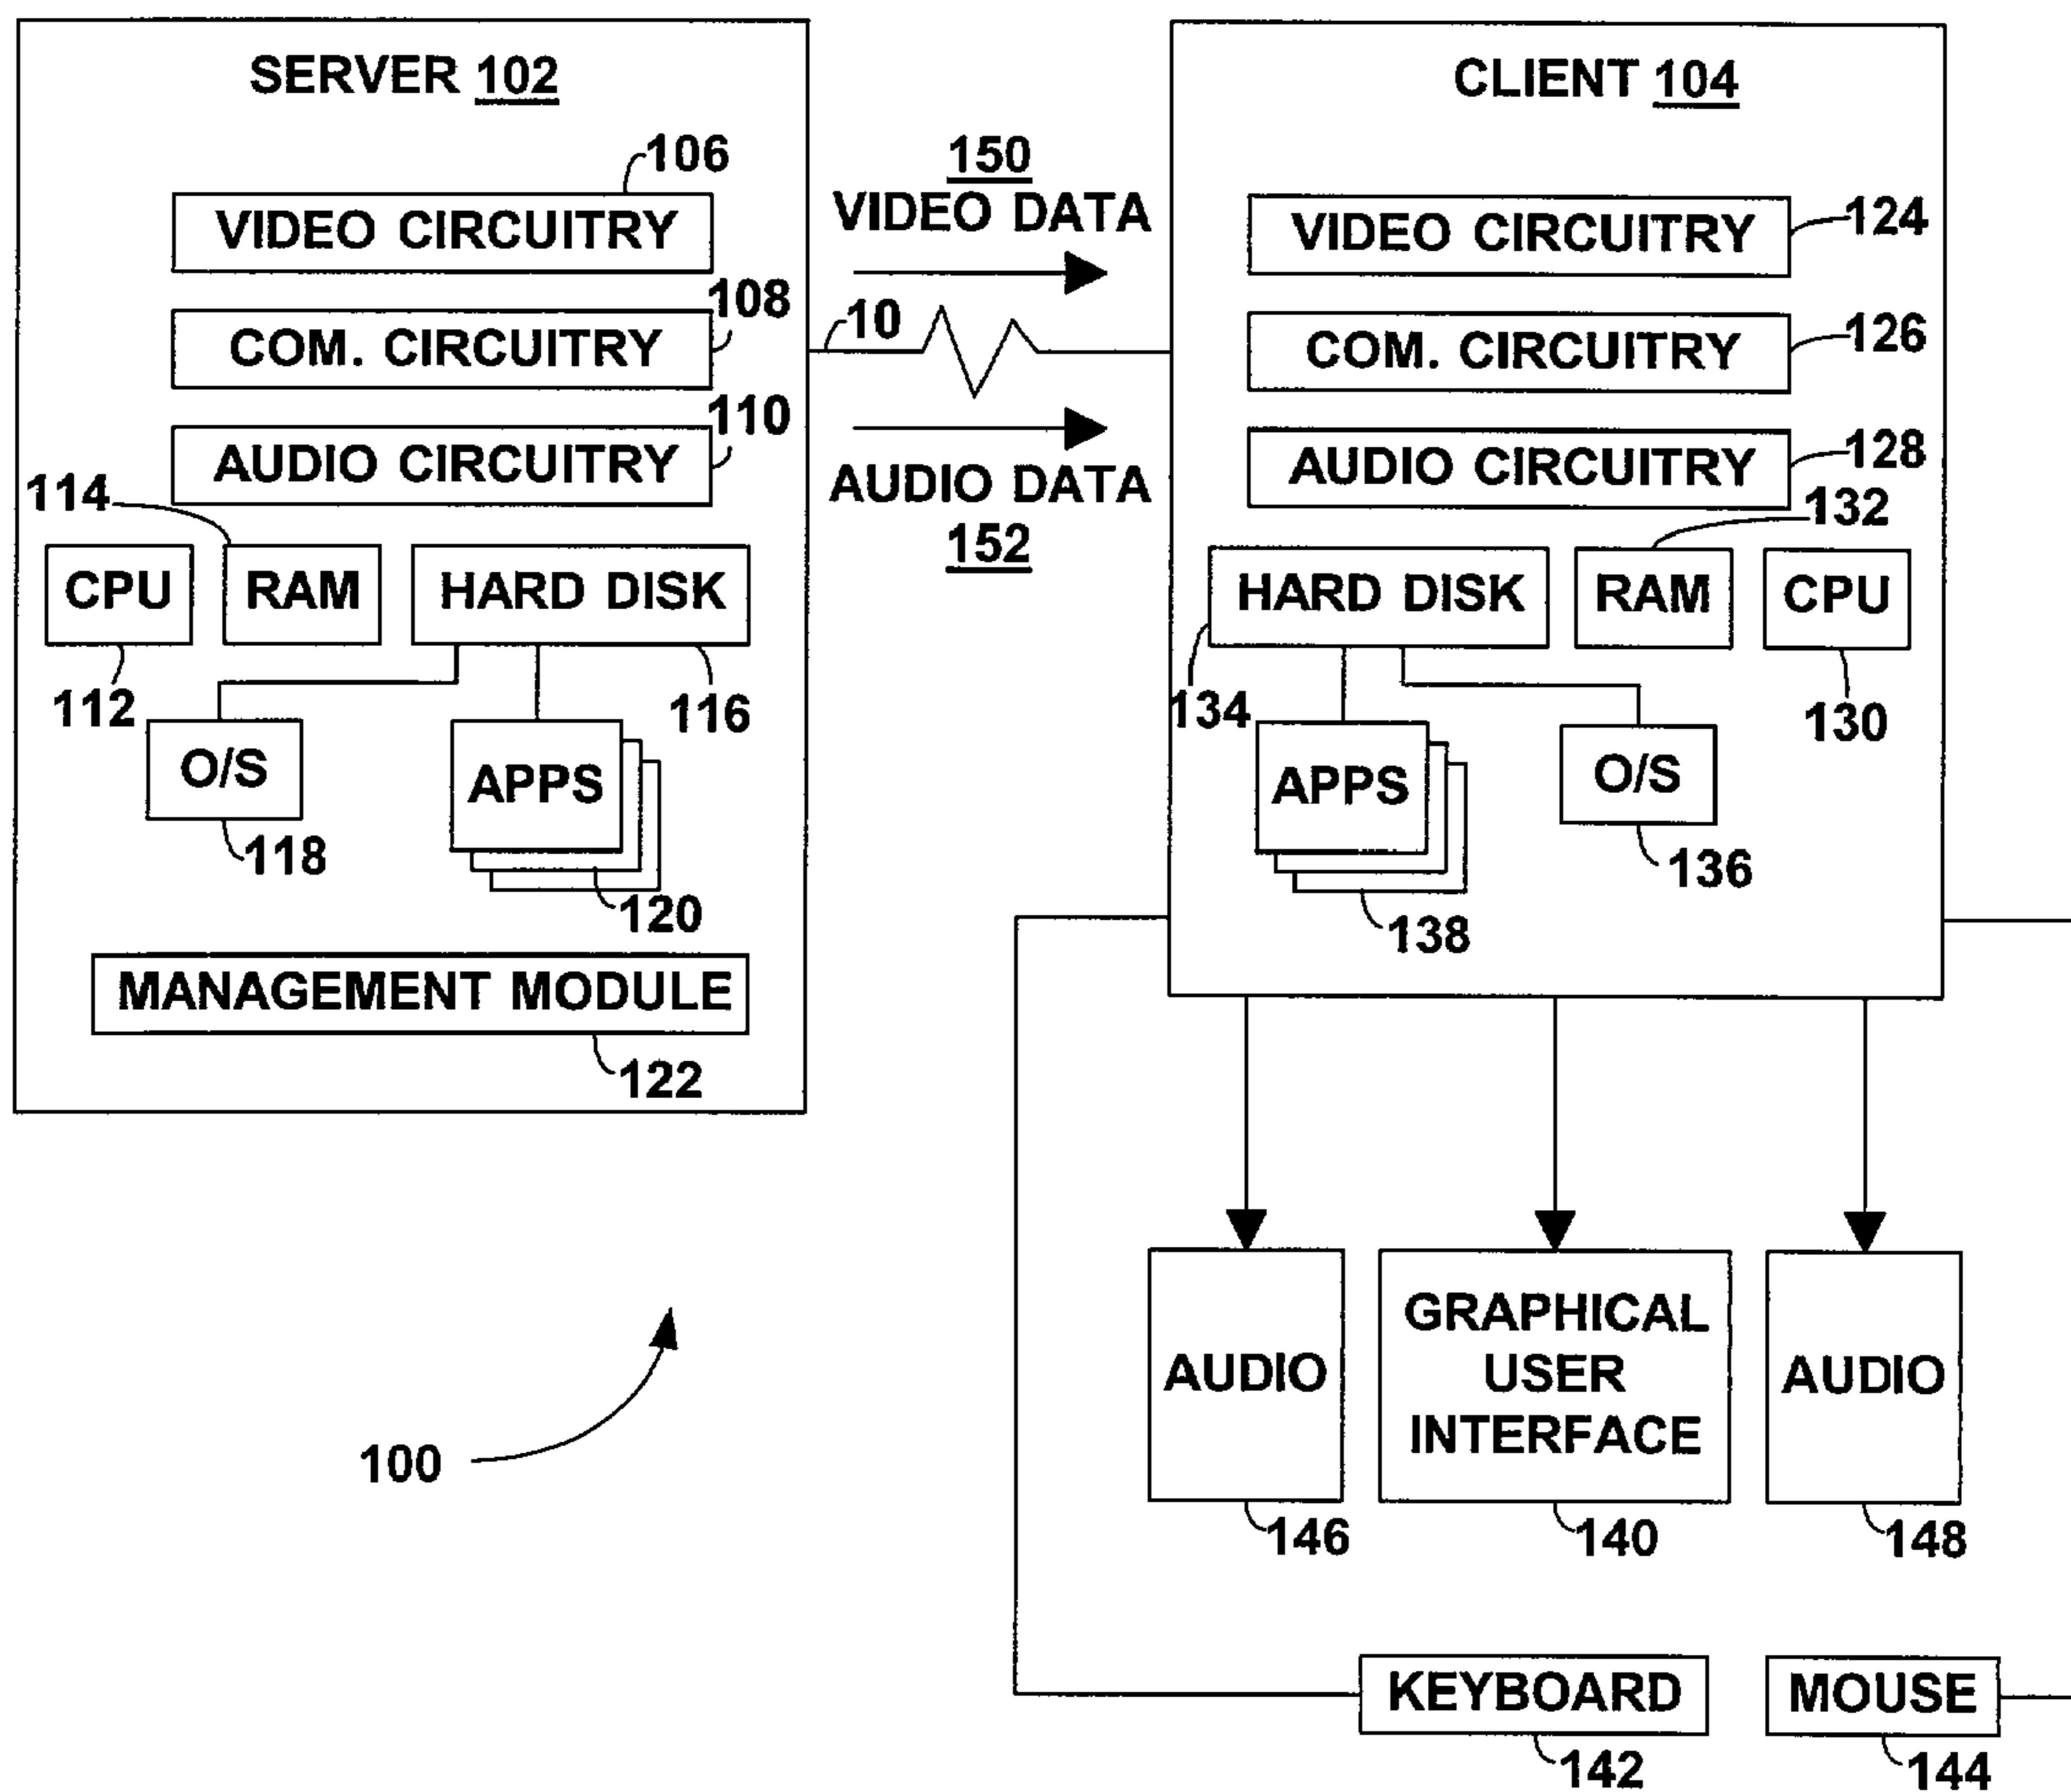 SERVER 102
106
VIDEO CIRCUITRY
108
COM. CIRCUITRY
110
AUDIO CIRCUITRY
114
CPU
RAM
HARD DISK
112
116
O/S
APPS
118
120
MANAGEMENT MODULE
122
150
VIDEO DATA
10
AUDIO DATA
152
CLIENT 104
VIDEO CIRCUITRY
124
COM. CIRCUITRY
126
AUDIO CIRCUITRY
128
132
HARD DISK
RAM
CPU
134
130
APPS
O/S
136
138
AUDIO
GRAPHICAL
USER
INTERFACE
AUDIO
146
140
148
100
KEYBOARD
MOUSE
142
144